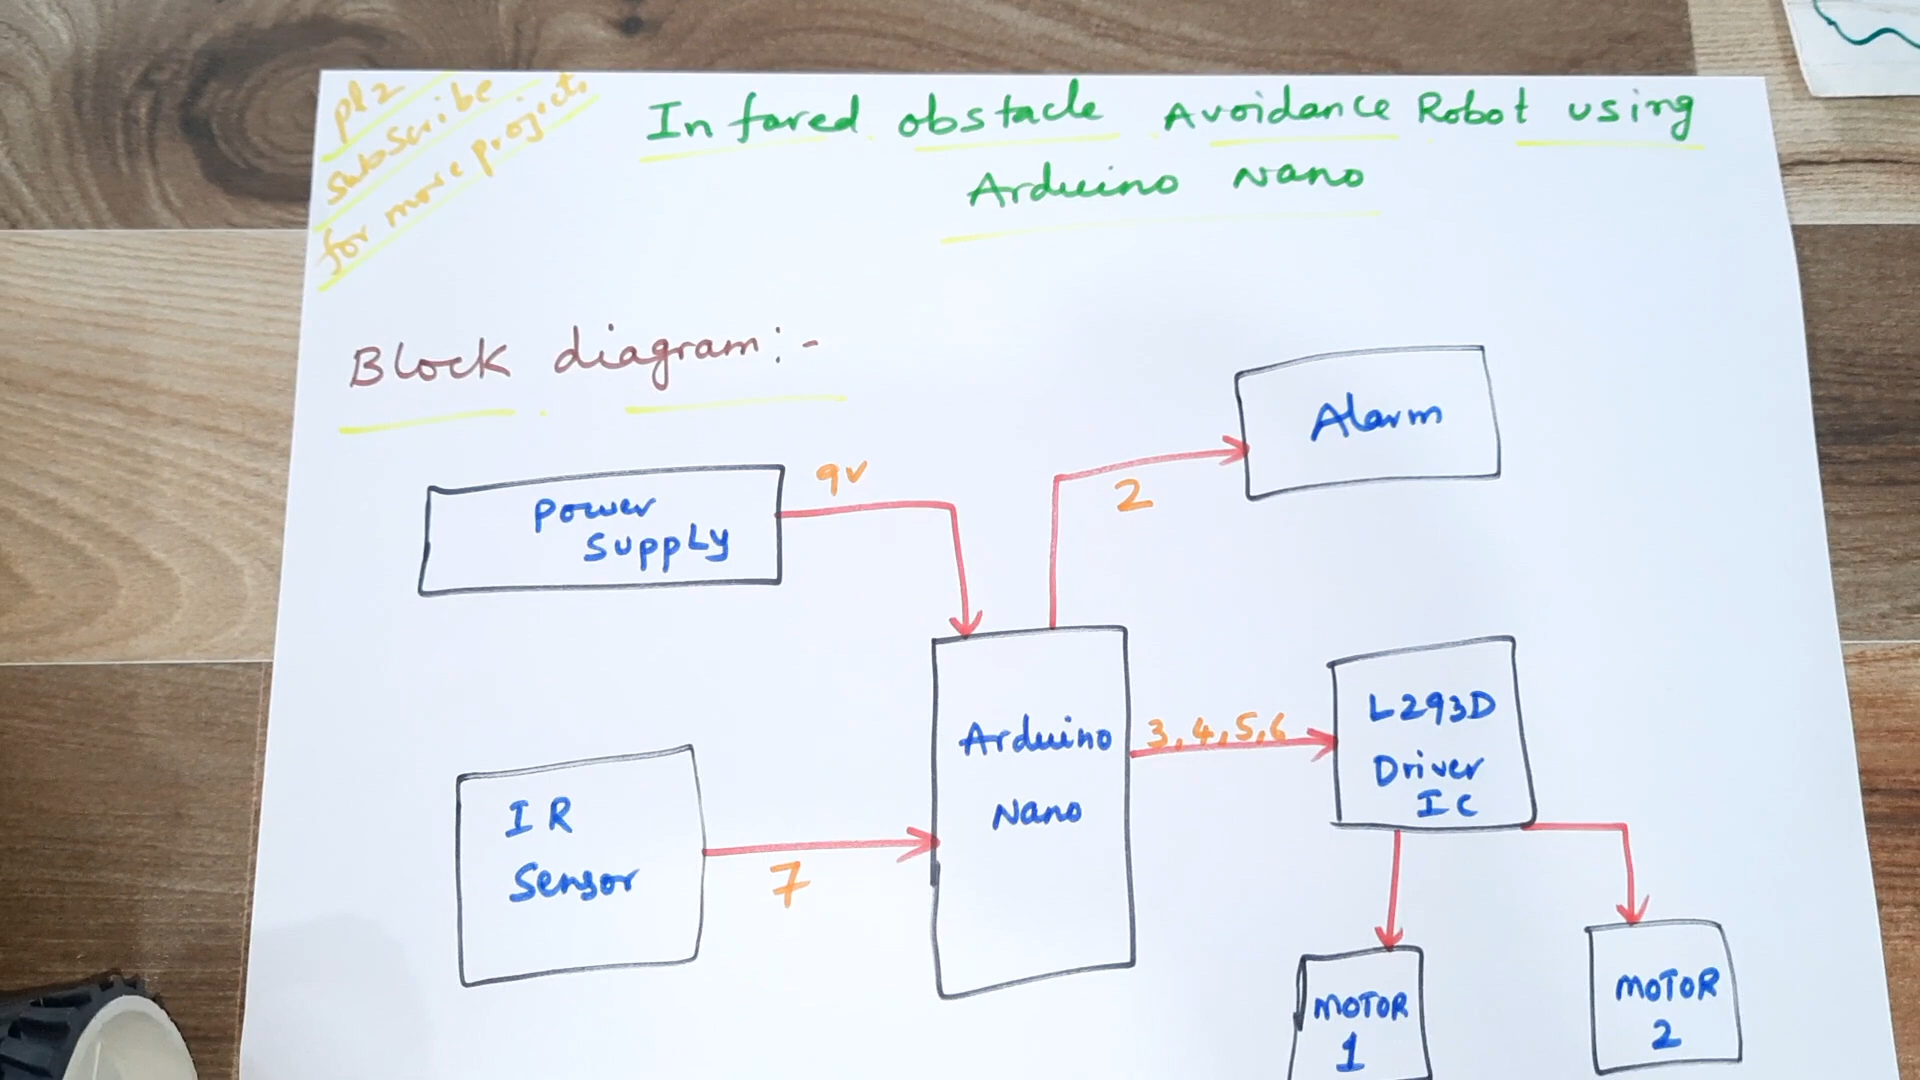 plz
subscribe
for more projects
Infared obstacle Avoidance Robot using
Arduino Nano
Block diagram:-
Alarm
Power
Supply
9V
2
Arduino
Nano
3,4,5,6
L293D
Driver
IC
IR
Sensor
7
MOTOR
1
MOTOR
2